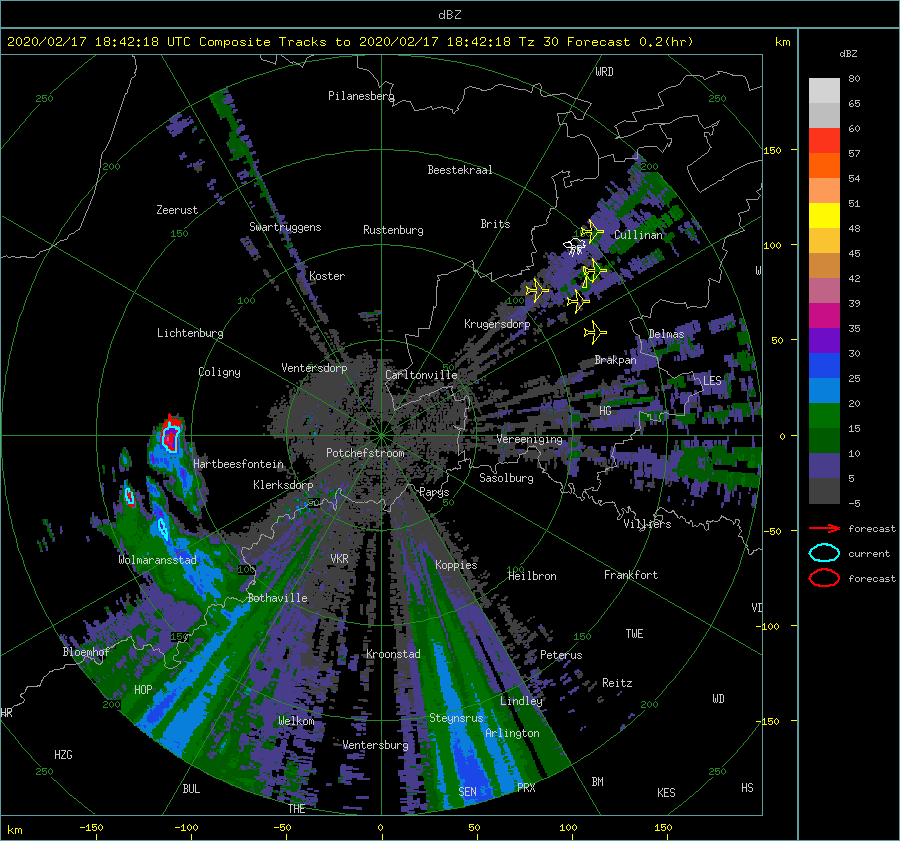 dBZ
2020/02/17 18:42:18 UTC Composite Tracks to 2020/02/17 18:42:18 Tz 30 Forecast 0.2(hr)
km
dBZ
WRD
80
250
Pilanesberg
250
65
60
150
57
200
Beestekraal
200
54
Zeerust
51
Swartruggens
Rustenburg
Brits
150
Cullinan
48
100
45
W
Koster
42
100
100
39
Krugersdorp
35
Lichtenburg
Delmas
50
30
Brakpan
Coligny
Ventersdorp
Carltonville
LES
25
HG
20
Vereeniging
0
15
Potchefstroom
10
Hartbeesfontein
Sasolburg
5
Klerksdorp
Parys
50
50
-5
Villiers
forecast
-50
Wolmaransstad
VKR
Koppies
current
100
Heilbron
100
Frankfort
forecast
Bothaville
VI
-100
150
150
TWE
Bloemhof
Kroonstad
Peterus
HOP
Reitz
200
Lindley
200
WD
HR
Welkom
Steynsrus
-150
Arlington
Ventersburg
HZG
250
250
BUL
SEN
PRX
BM
KES
HS
THE
km
-150
-100
-50
0
50
100
150